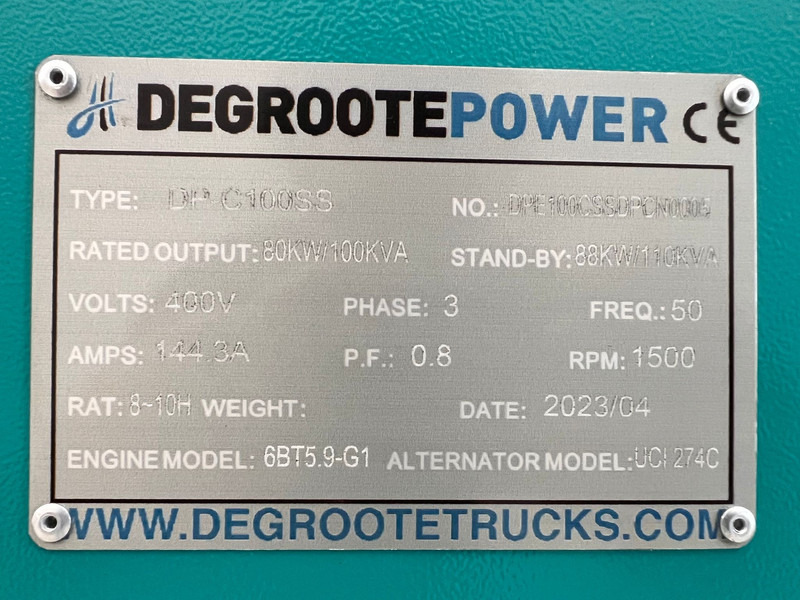 DEGROOTEPOWER CE
TYPE: DP-C100SS NO.: DPE100CSSDPCN0005
RATED OUTPUT: 80KW/100KVA STAND-BY: 88KW/110KVA
VOLTS: 400V PHASE: 3 FREQ.: 50
AMPS: 144.3A P.F.: 0.8 RPM: 1500
RAT: 8~10H WEIGHT: DATE: 2023/04
ENGINE MODEL: 6BT5.9-G1 ALTERNATOR MODEL: UCI 274C
WWW.DEGROOTETRUCKS.COM